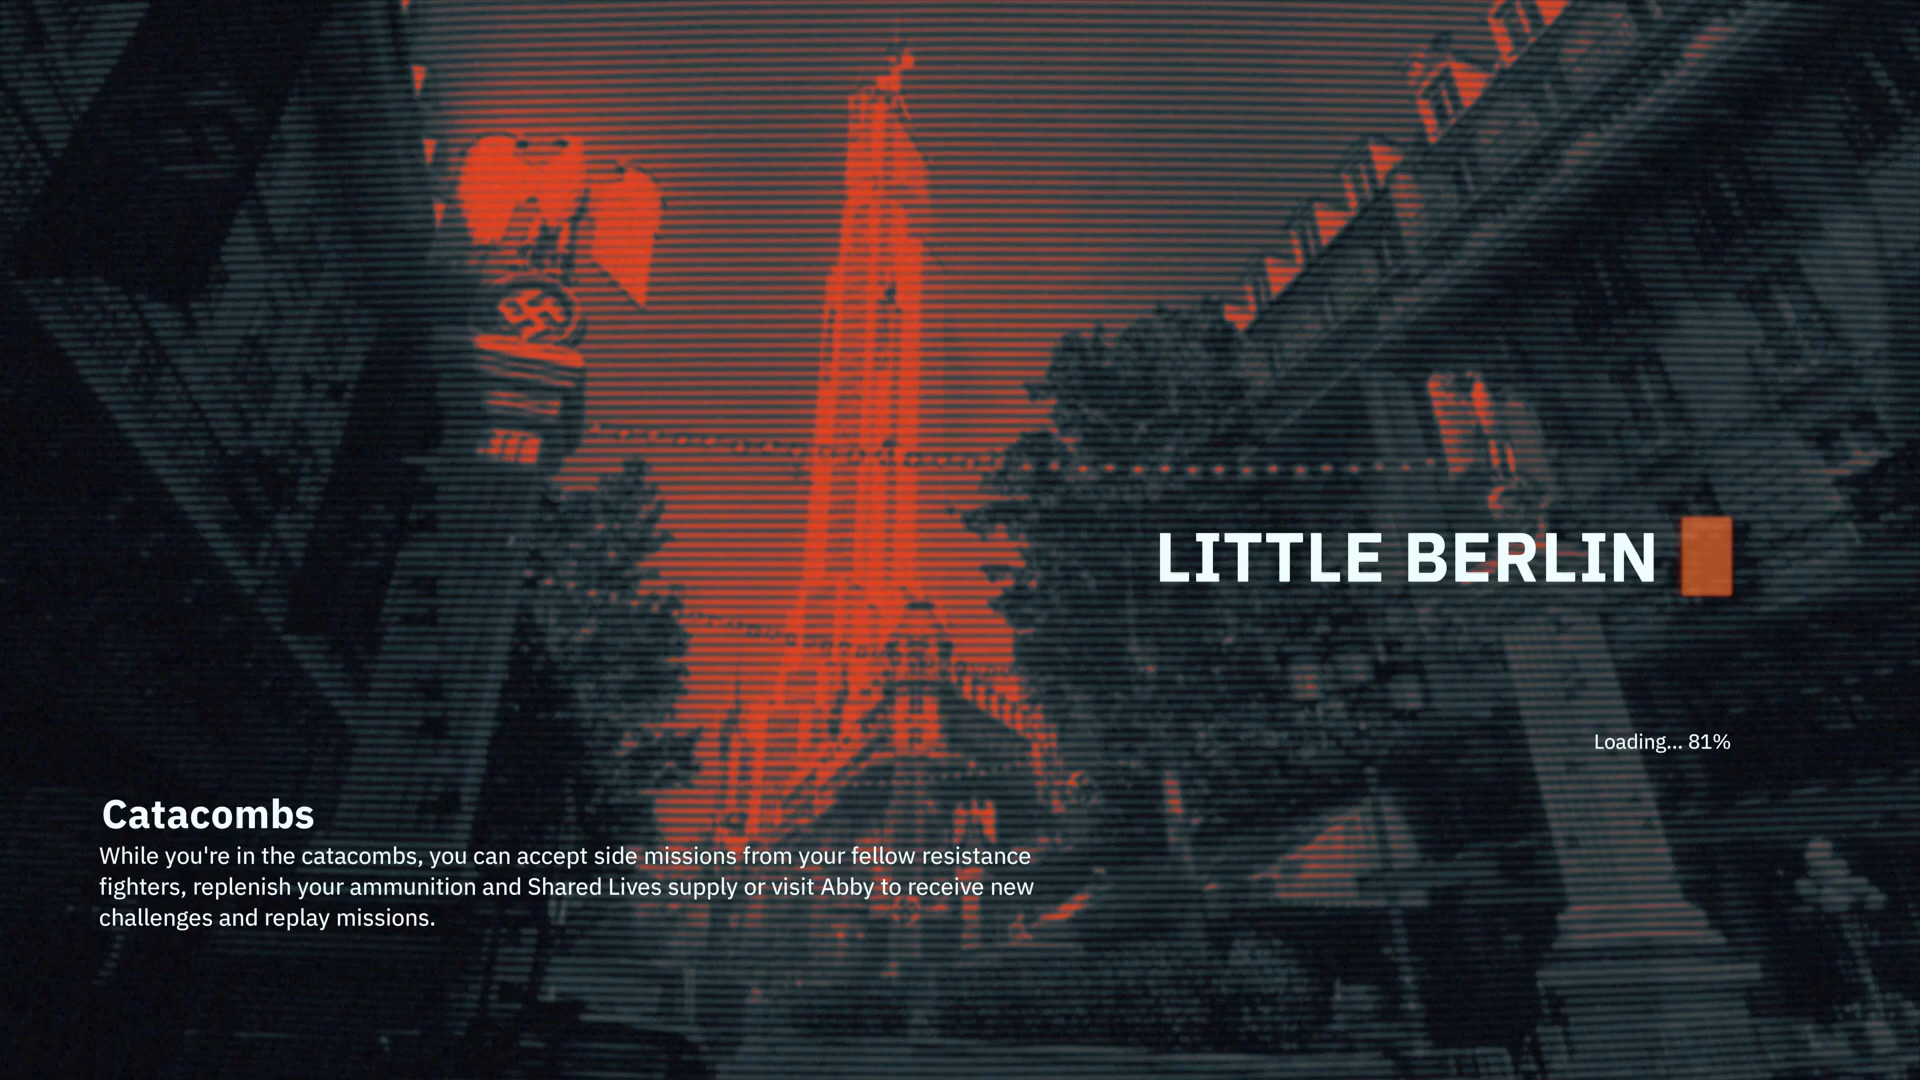 LITTLE BERLIN
Loading... 81%
Catacombs
While you're in the catacombs, you can accept side missions from your fellow resistance
fighters, replenish your ammunition and Shared Lives supply or visit Abby to receive new
challenges and replay missions.